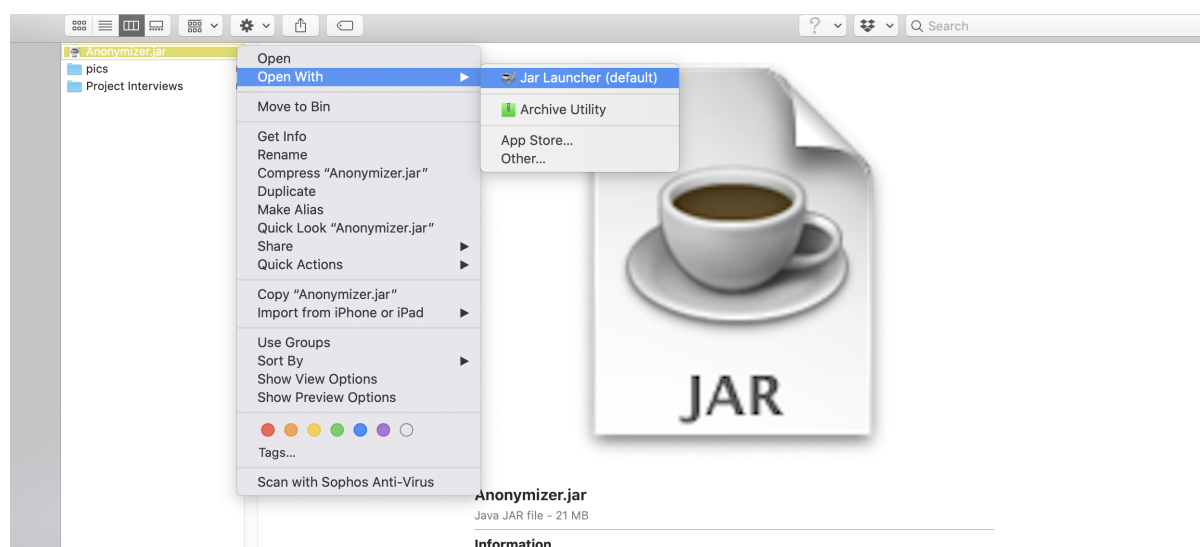 Search
Anonymizer.jar
pics
Project Interviews
Open
Open With
Move to Bin
Get Info
Rename
Compress “Anonymizer.jar”
Duplicate
Make Alias
Quick Look “Anonymizer.jar”
Share
Quick Actions
Copy “Anonymizer.jar”
Import from iPhone or iPad
Use Groups
Sort By
Show View Options
Show Preview Options
Tags...
Scan with Sophos Anti-Virus
Jar Launcher (default)
Archive Utility
App Store...
Other...
JAR
Anonymizer.jar
Java JAR file - 21 MB
Information